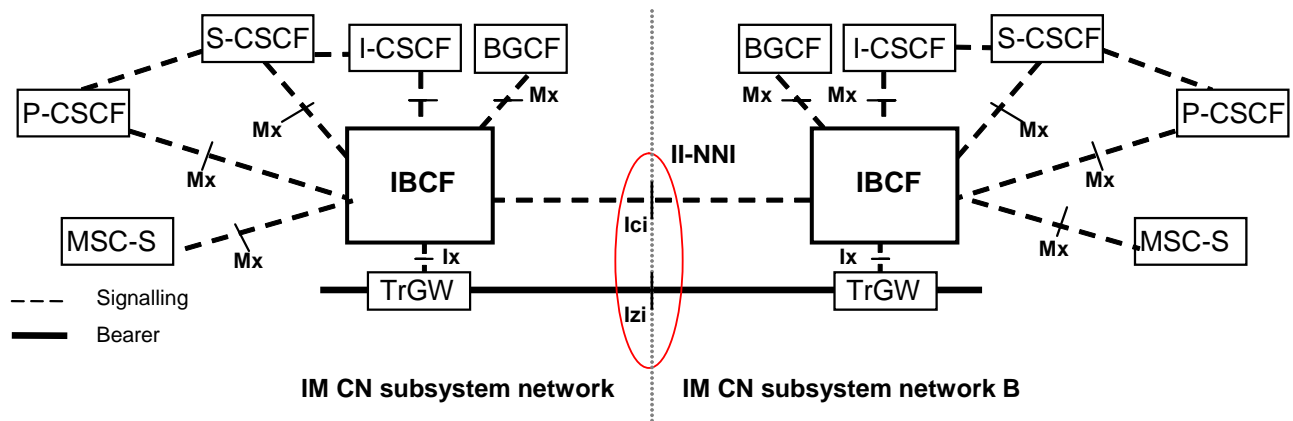 S-CSCF
I-CSCF
BGCF
BGCF
I-CSCF
S-CSCF
P-CSCF
Mx
Mx
Mx
Mx
Mx
P-CSCF
II-NNI
Mx
IBCF
IBCF
Mx
Ici
MSC-S
Mx
Ix
Ix
Mx
MSC-S
TrGW
TrGW
Signalling
Izi
Bearer
IM CN subsystem network
IM CN subsystem network B